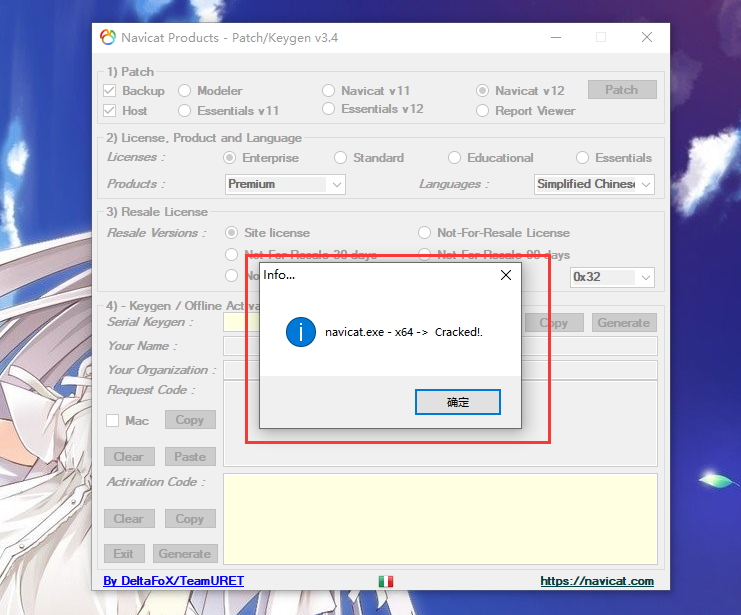 Navicat Products - Patch/Keygen v3.4
1) Patch
Backup Modeler Navicat v11 Navicat v12 Patch
Host Essentials v11 Essentials v12 Report Viewer
2) License, Product and Language
Licenses : Enterprise Standard Educational Essentials
Products : Premium Languages : Simplified Chinese
3) Resale License
Resale Versions : Site license Not-For-Resale License
Not-For-Resale 30 days Not-For-Resale 90 days
0x32
Info...
4) - Keygen / Offline
Serial Keygen : Copy Generate
navicat.exe - x64 -> Cracked!.
Your Name :
Your Organization :
Request Code :
确定
Mac Copy
Clear Paste
Activation Code :
Clear Copy
Exit Generate
By DeltaFoX/TeamURET https://navicat.com